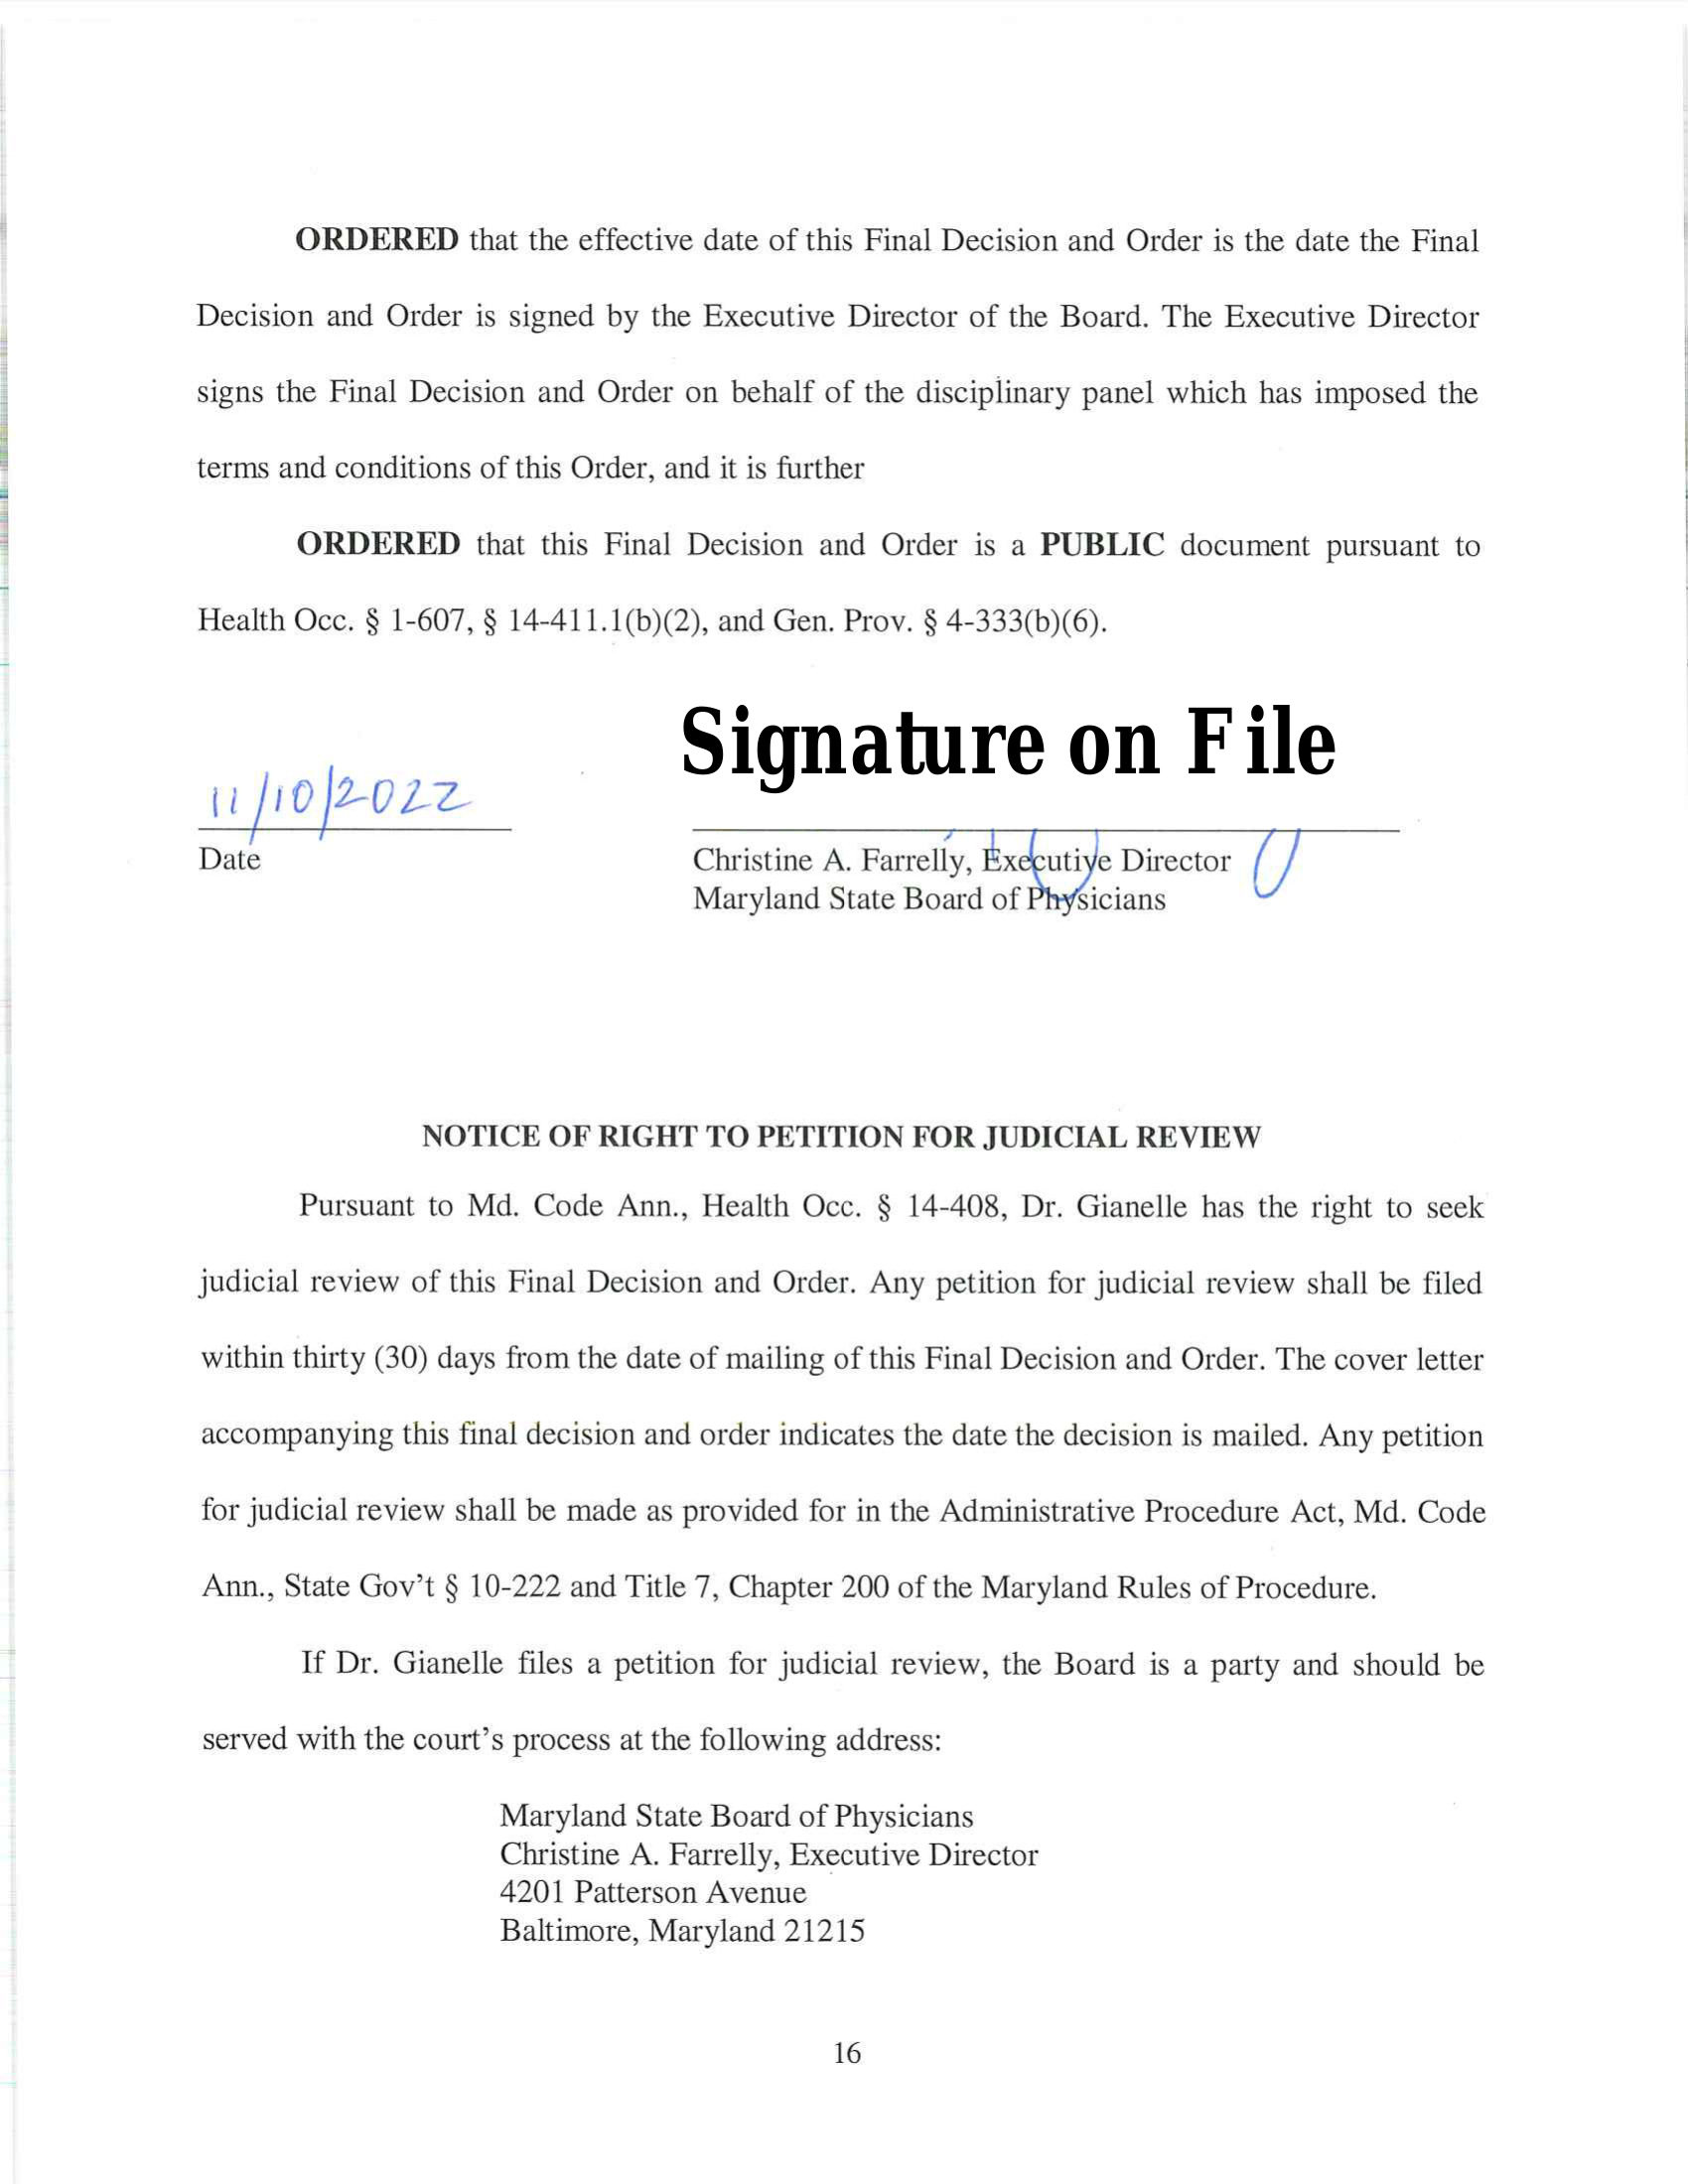 ORDERED that the effective date of this Final Decision and Order is the date the Final
Decision and Order is signed by the Executive Director of the Board. The Executive Director
signs the Final Decision and Order on behalf of the disciplinary panel which has imposed the
terms and conditions of this Order, and it is further
ORDERED that this Final Decision and Order is a PUBLIC document pursuant to
Health Occ. § 1-607, § 14-411.1(b)(2), and Gen. Prov. § 4-333(b)(6).
Signature on File
11/10/2022
Date
Christine A. Farrelly, Executive Director
Maryland State Board of Physicians
NOTICE OF RIGHT TO PETITION FOR JUDICIAL REVIEW
Pursuant to Md. Code Ann., Health Occ. § 14-408, Dr. Gianelle has the right to seek
judicial review of this Final Decision and Order. Any petition for judicial review shall be filed
within thirty (30) days from the date of mailing of this Final Decision and Order. The cover letter
accompanying this final decision and order indicates the date the decision is mailed. Any petition
for judicial review shall be made as provided for in the Administrative Procedure Act, Md. Code
Ann., State Gov't § 10-222 and Title 7, Chapter 200 of the Maryland Rules of Procedure.
If Dr. Gianelle files a petition for judicial review, the Board is a party and should be
served with the court's process at the following address:
Maryland State Board of Physicians
Christine A. Farrelly, Executive Director
4201 Patterson Avenue
Baltimore, Maryland 21215
16